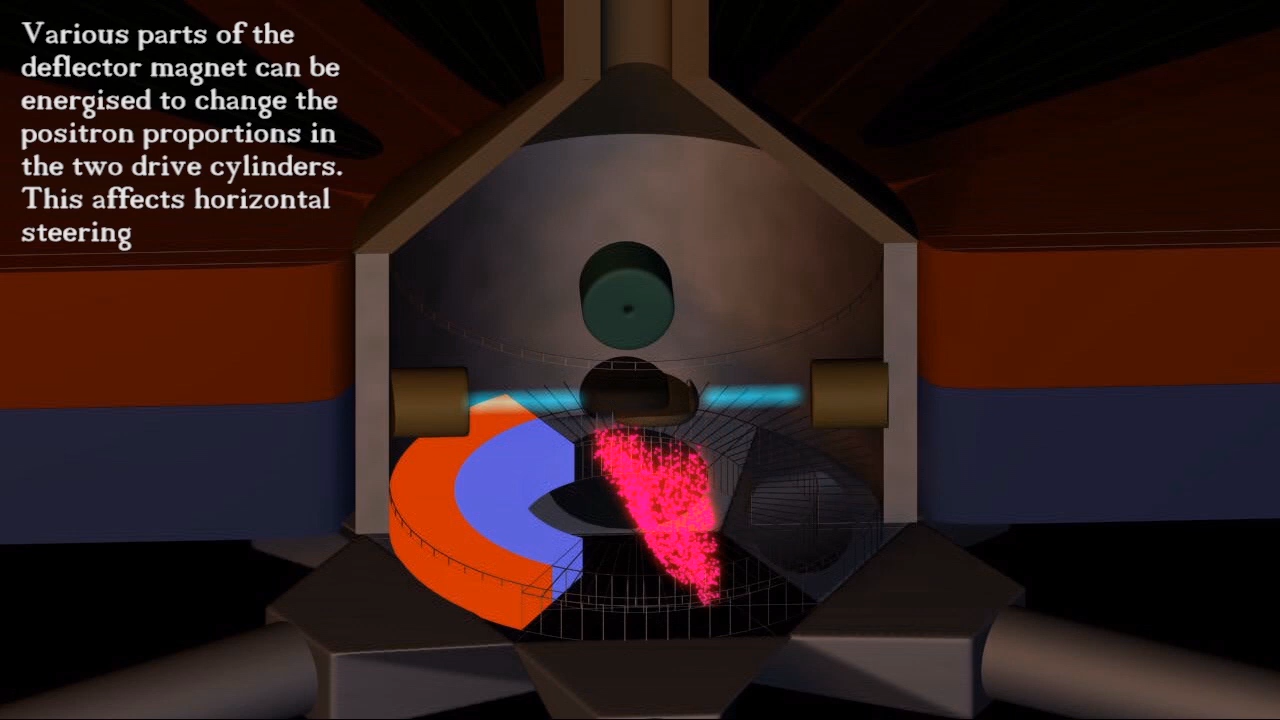 Various parts of the
deflector magnet can be
energised to change the
positron proportions in
the two drive cylinders.
This affects horizontal
steering